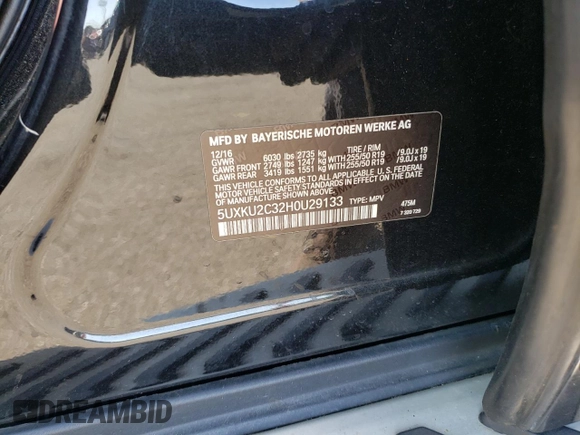 MFD BY BAYERISCHE MOTOREN WERKE AG
12/16 TIRE / RIM
GVWR 6030 lbs 2735 kg
GAWR FRONT 2749 lbs 1247 kg WITH 255/50 R19 /9.0J x 19
GAWR REAR 3419 lbs 1551 kg WITH 255/50 R19 /9.0J x 19
THIS VEHICLE CONFORMS TO ALL APPLICABLE U. S. FEDERAL
MOTOR VEHICLE SAFETY STANDARDS IN EFFECT ON THE DATE
OF MANUFACTURE SHOWN ABOVE.
5UXKU2C32H0U29133 TYPE: MPV 475M
DREAMBID